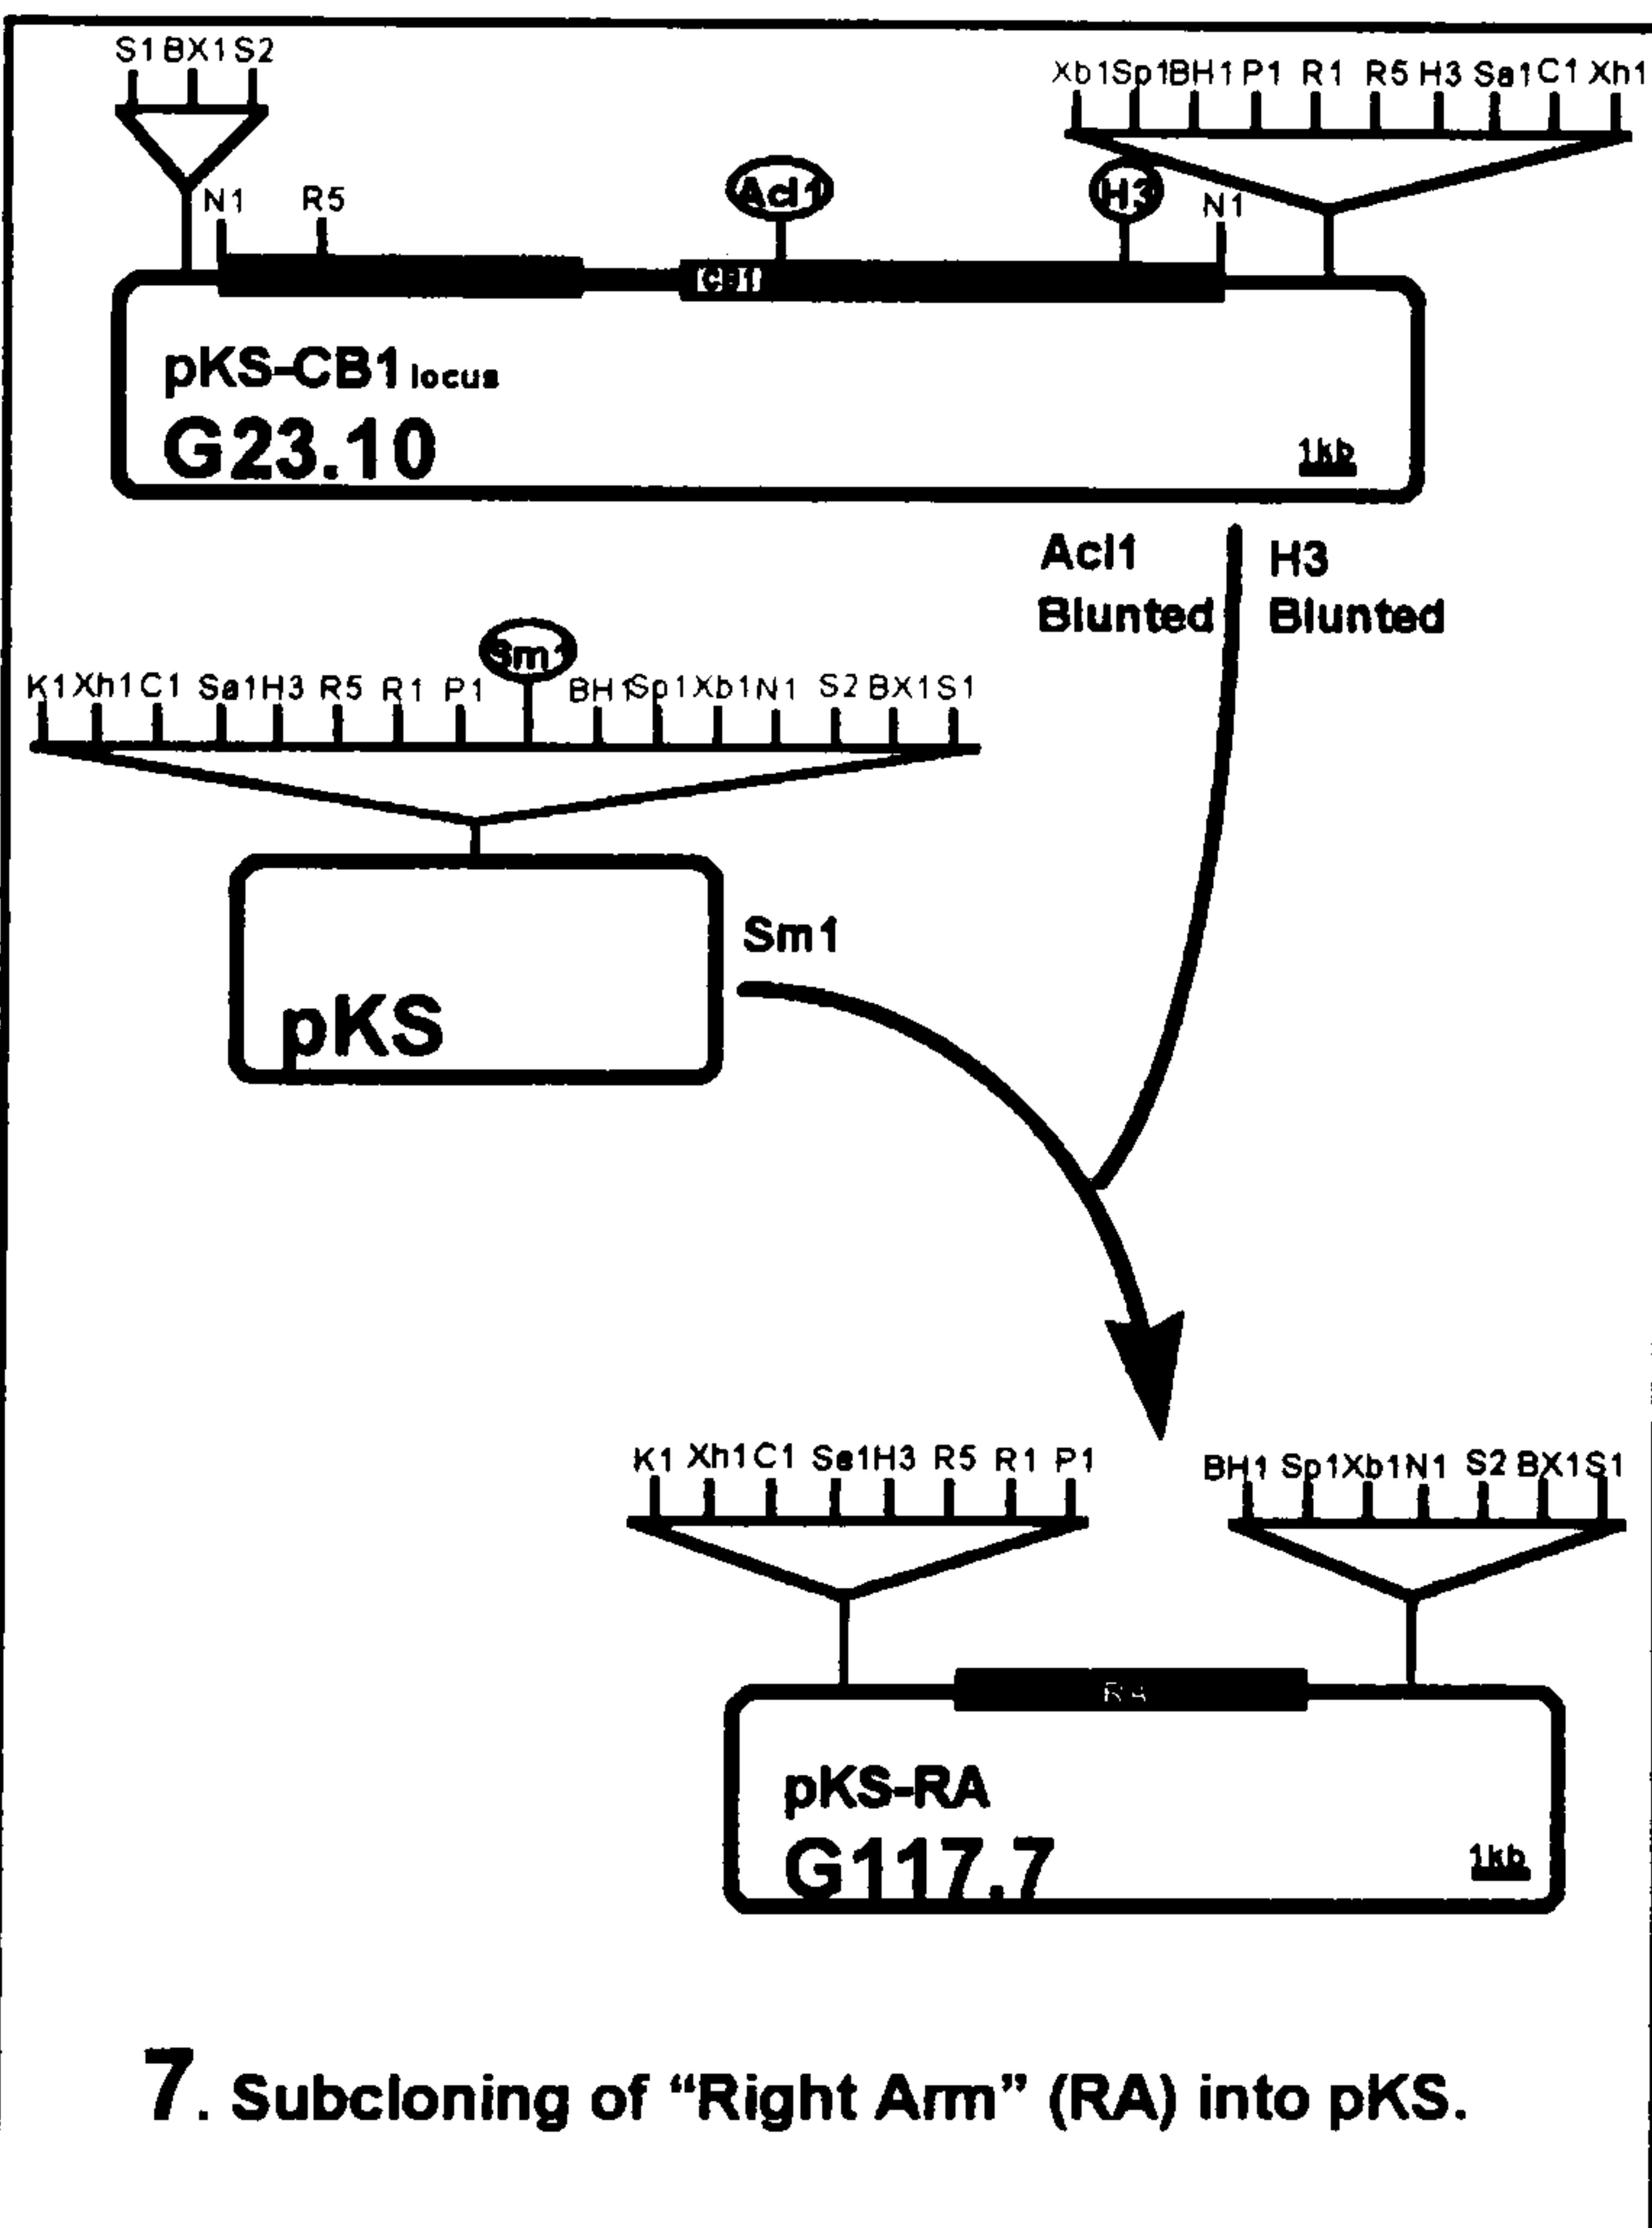 S1 BX1 S2
Xb1 Sp1 BH1 P1 R1 R5 H3 Sa1 C1 Xh1
N1 R5 Acl1 H3 N1
CB1
pKS-CB1 locus
G23.10
1kb
Acl1 Blunted
H3 Blunted
Sm1
K1 Xh1 C1 Sa1 H3 R5 R1 P1 BH1 Sp1 Xb1 N1 S2 BX1 S1
pKS
Sm1
K1 Xh1 C1 Sa1 H3 R5 R1 P1
BH1 Sp1 Xb1 N1 S2 BX1 S1
RA
pKS-RA
G117.7
1kb
7. Subcloning of “Right Arm” (RA) into pKS.